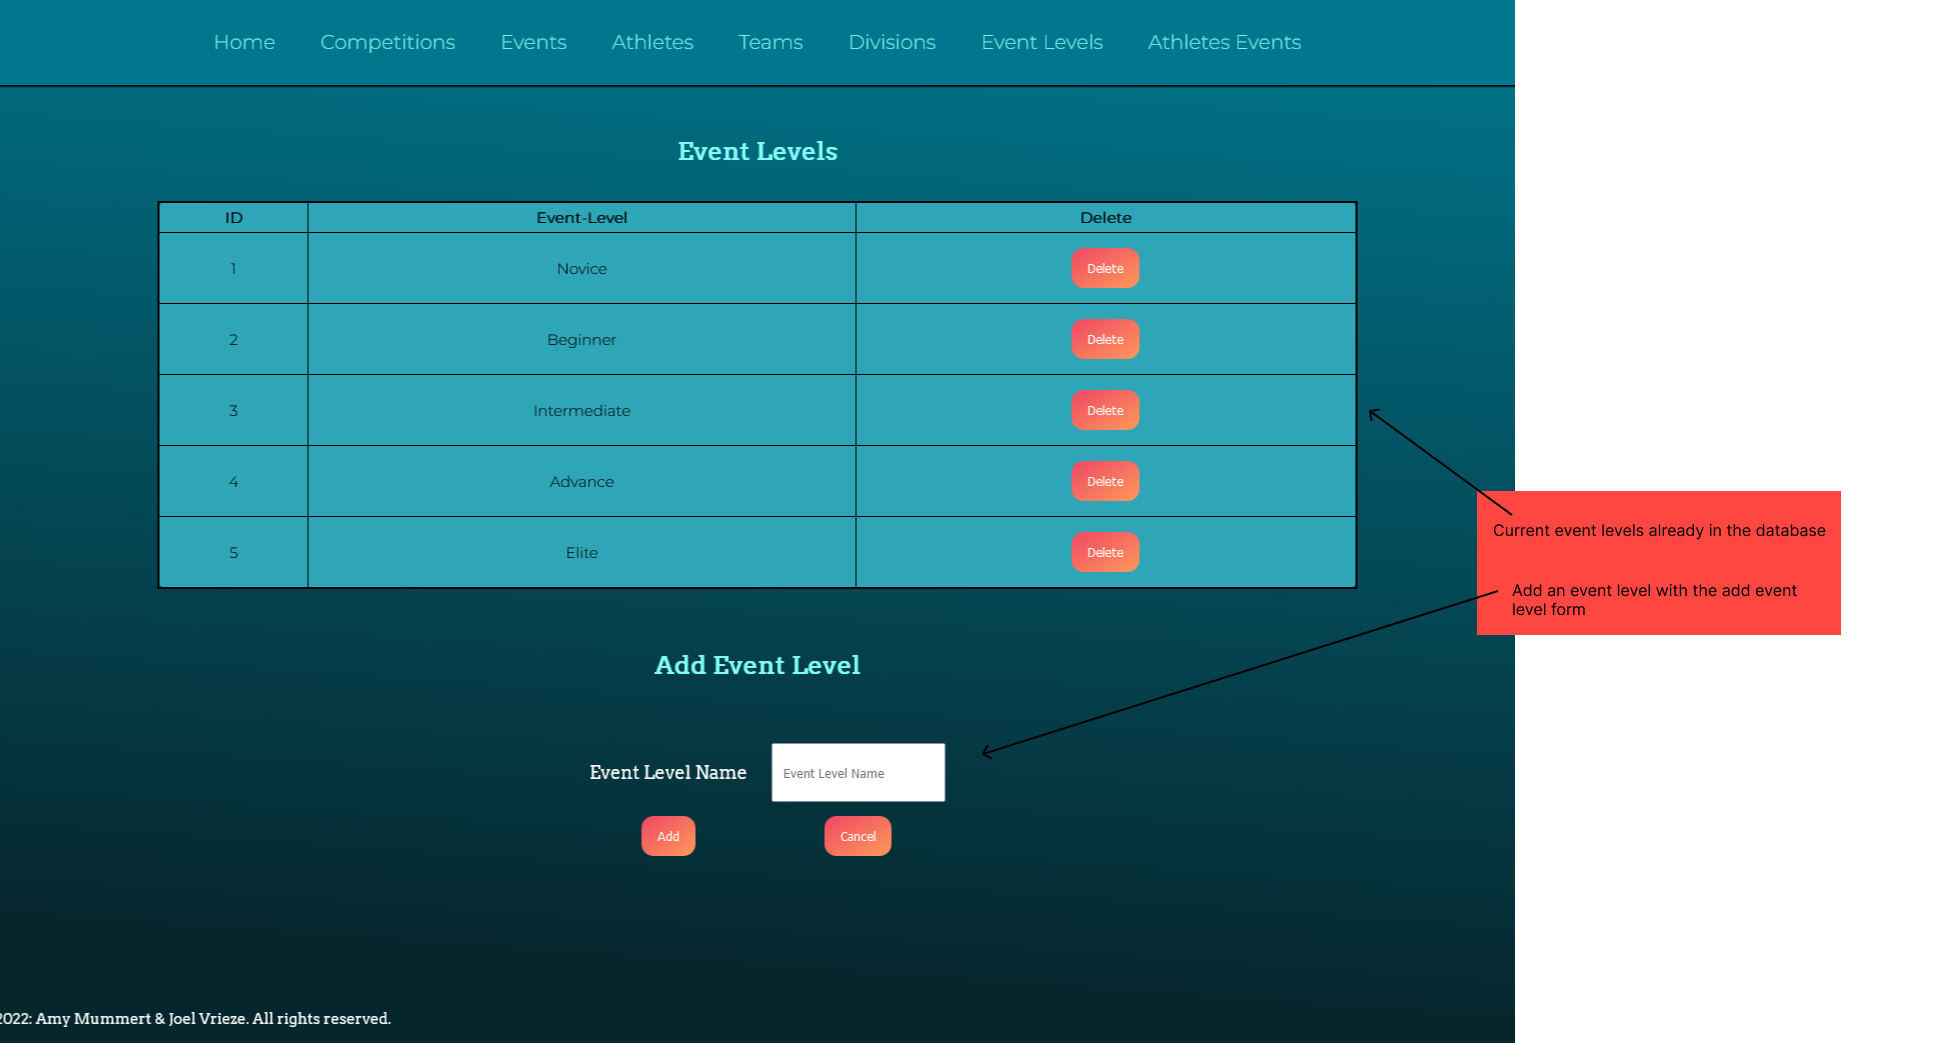 Home Competitions Events Athletes Teams Divisions Event Levels Athletes Events
Event Levels
ID Event-Level Delete
1 Novice Delete
2 Beginner Delete
3 Intermediate Delete
4 Advance Delete
5 Elite Delete
Current event levels already in the database
Add an event level with the add event
level form
Add Event Level
Event Level Name Event Level Name
Add Cancel
2022: Amy Mummert & Joel Vrieze. All rights reserved.